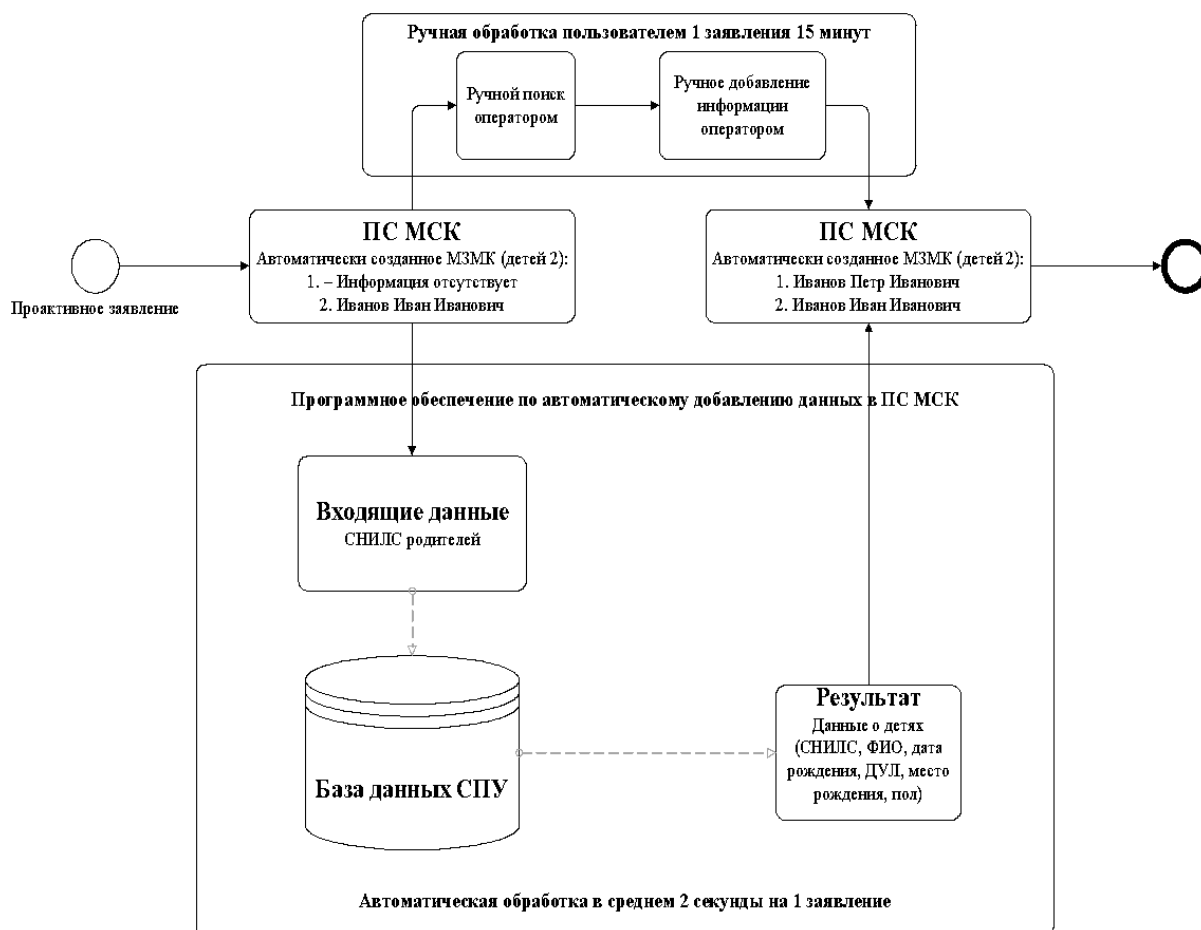 Ручная обработка пользователем 1 заявления 15 минут
Ручной поиск
оператором
Ручное добавление
информации
оператором
Проактивное заявление
ПС МСК
Автоматически созданное МЗМК (детей 2):
1. – Информация отсутствует
2. Иванов Иван Иванович
ПС МСК
Автоматически созданное МЗМК (детей 2):
1. Иванов Петр Иванович
2. Иванов Иван Иванович
Программное обеспечение по автоматическому добавлению данных в ПС МСК
Входящие данные
СНИЛС родителей
База данных СПУ
Результат
Данные о детях
(СНИЛС, ФИО, дата
рождения, ДУЛ, место
рождения, пол)
Автоматическая обработка в среднем 2 секунды на 1 заявление